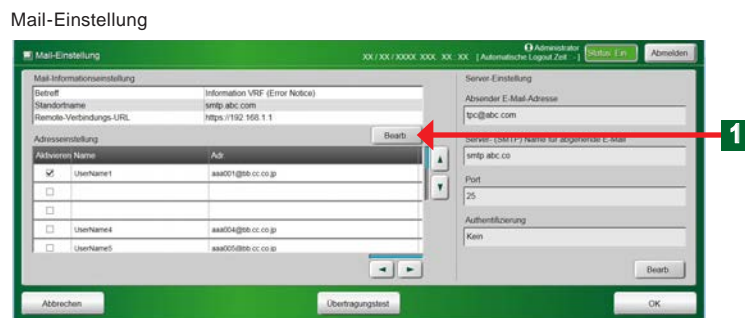 Mail-Einstellung
Mail-Einstellung
XX / XX / XXXX XXX XX : XX [ Automatische Logout Zeit : - ]
Administrator
Status: Ein
Abmelden
Mail-Informationseinstellung
Betreff Information VRF (Error Notice)
Standortname smtp.abc.com
Remote-Verbindungs-URL https://192.168.1.1
Adresseinstellung
Bearb.
1
Aktivieren Name Adr.
UserName1 aaa001@bb.cc.co.jp
UserName4 aaa004@bb.cc.co.jp
UserName5 aaa005@bb.cc.co.jp
Server-Einstellung
Absender E-Mail-Adresse
tpc@abc.com
Server- (SMTP) Name für abgehende E-Mail
smtp.abc.co
Port
25
Authentifizierung
Kein
Bearb.
Abbrechen
Übertragungstest
OK